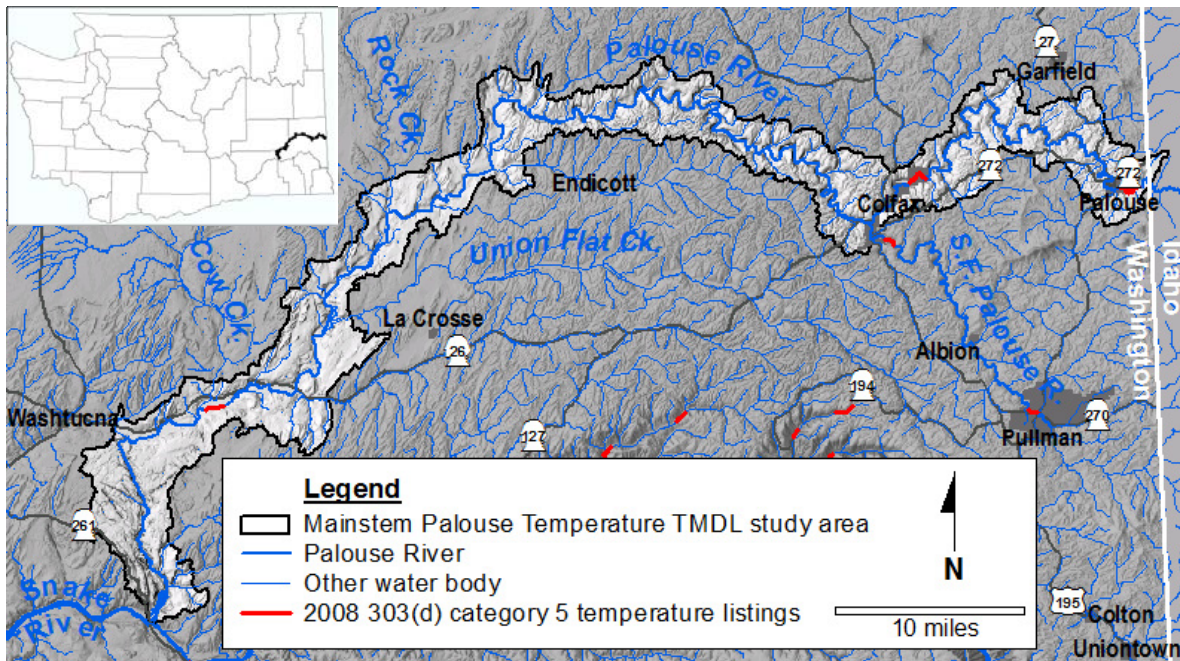 27
Garfield
Palouse River
Rock Ck.
272
272
Palouse
Endicott
Colfax
Union Flat Ck.
Cow Ck.
S.F. Palouse R.
Washington
Idaho
La Crosse
26
Albion
194
Washtucna
127
270
Pullman
261
Snake River
195
Colton
Uniontown
Legend
Mainstem Palouse Temperature TMDL study area
Palouse River
Other water body
2008 303(d) category 5 temperature listings
N
10 miles